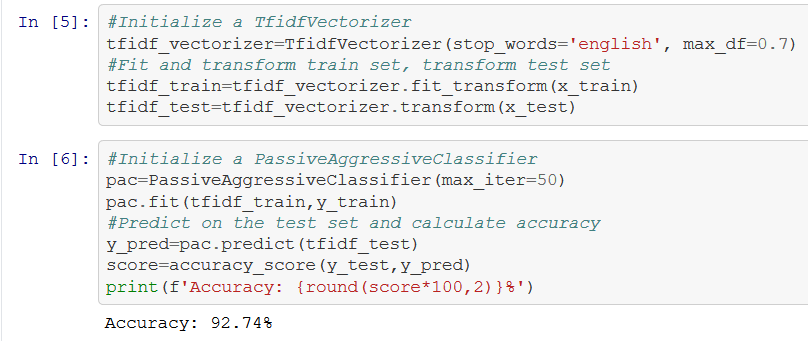 In [5]: #Initialize a TfidfVectorizer
tfidf_vectorizer=TfidfVectorizer(stop_words='english', max_df=0.7)
#Fit and transform train set, transform test set
tfidf_train=tfidf_vectorizer.fit_transform(x_train)
tfidf_test=tfidf_vectorizer.transform(x_test)
In [6]: #Initialize a PassiveAggressiveClassifier
pac=PassiveAggressiveClassifier(max_iter=50)
pac.fit(tfidf_train,y_train)
#Predict on the test set and calculate accuracy
y_pred=pac.predict(tfidf_test)
score=accuracy_score(y_test,y_pred)
print(f'Accuracy: {round(score*100,2)}%')
Accuracy: 92.74%